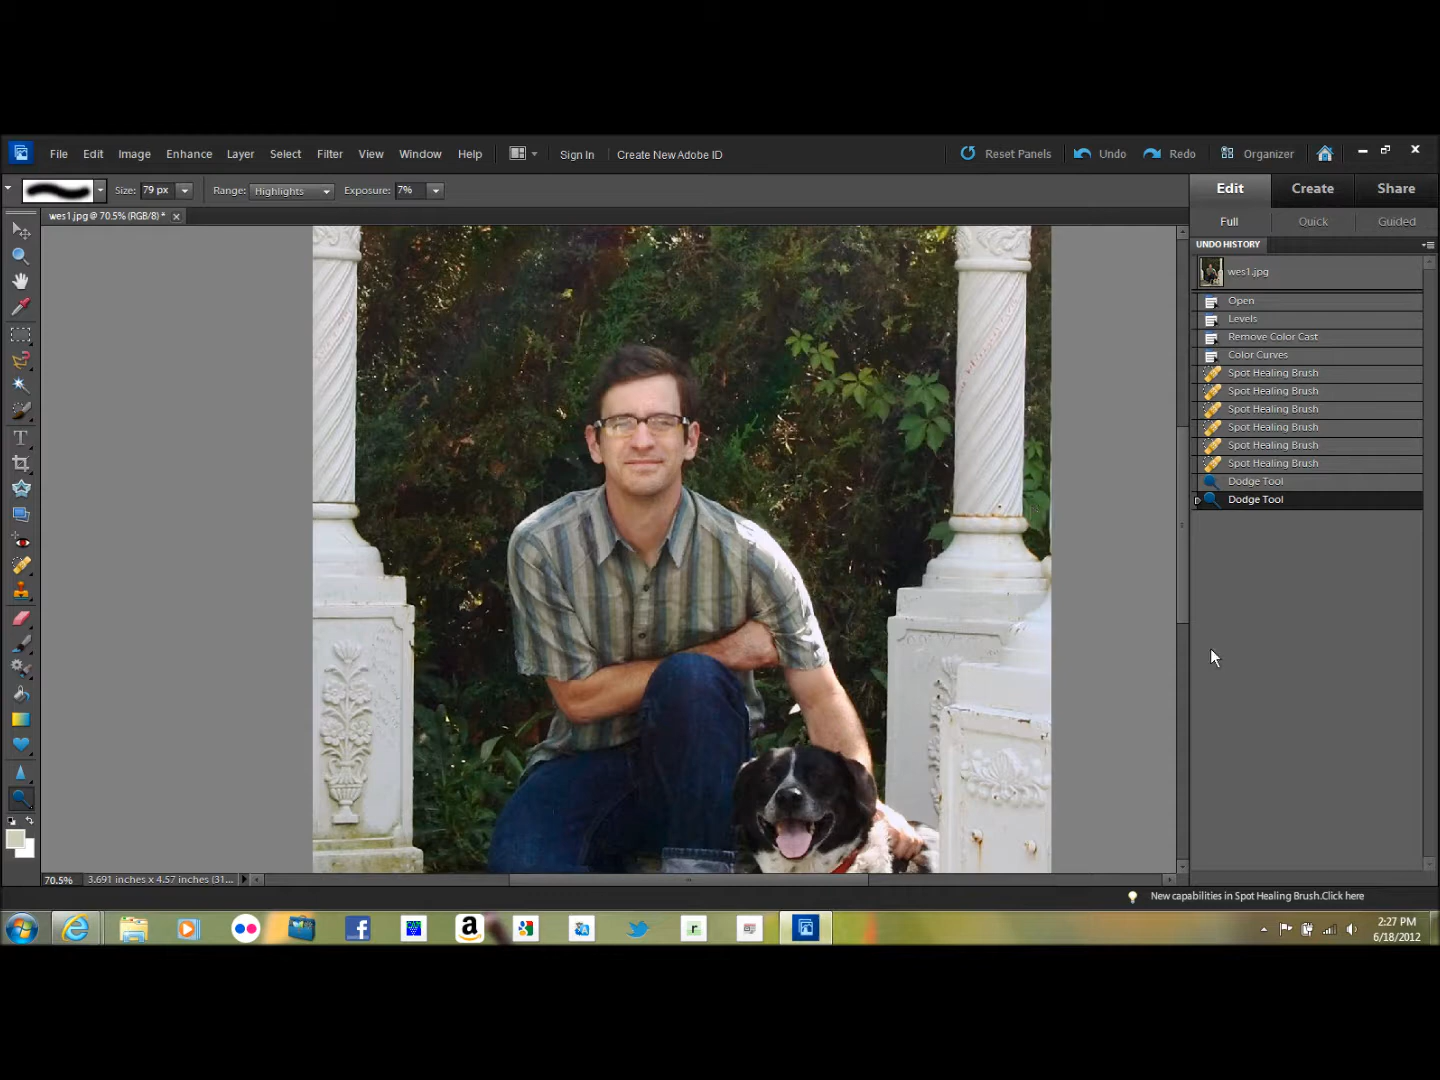 File Edit Image Enhance Layer Select Filter View Window Help Sign In Create New Adobe ID Reset Panels Undo Redo Organizer
Size: 79 px Range: Highlights Exposure: 7%
Edit Create Share
wes1.jpg @ 70.5% (RGB/8) *
Full Quick Guided
UNDO HISTORY
wes1.jpg
Open
Levels
Remove Color Cast
Color Curves
Spot Healing Brush
Spot Healing Brush
Spot Healing Brush
Spot Healing Brush
Spot Healing Brush
Spot Healing Brush
Dodge Tool
Dodge Tool
70.5% 3.691 inches x 4.57 inches (31...
New capabilities in Spot Healing Brush.Click here
2:27 PM
6/18/2012